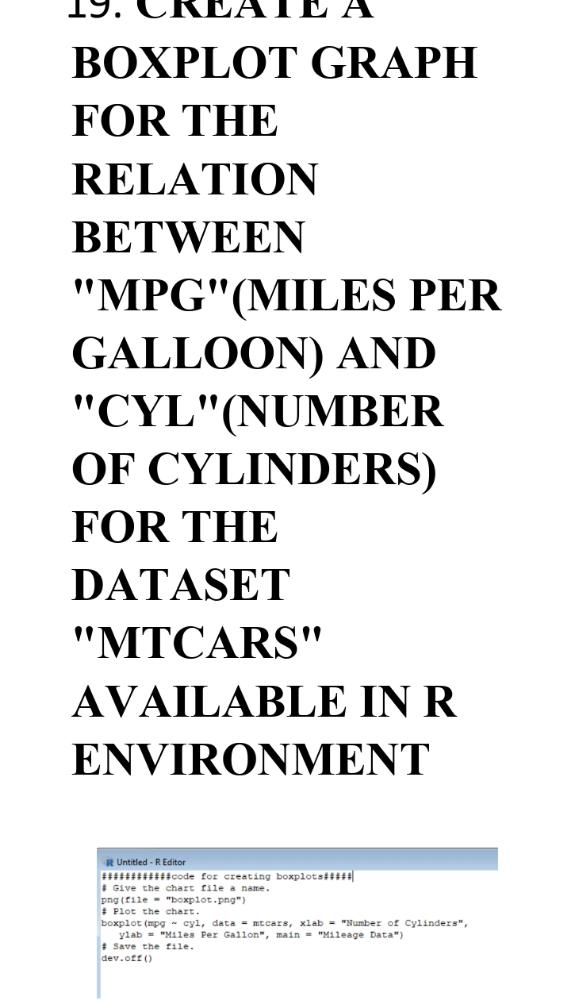 19. CREATE A
BOXPLOT GRAPH
FOR THE
RELATION
BETWEEN
"MPG"(MILES PER
GALLOON) AND
"CYL"(NUMBER
OF CYLINDERS)
FOR THE
DATASET
"MTCARS"
AVAILABLE IN R
ENVIRONMENT
Untitled - R Editor
############code for creating boxplots#####
# Give the chart file a name.
png(file = "boxplot.png")
# Plot the chart.
boxplot(mpg ~ cyl, data = mtcars, xlab = "Number of Cylinders",
   ylab = "Miles Per Gallon", main = "Mileage Data")
# Save the file.
dev.off()